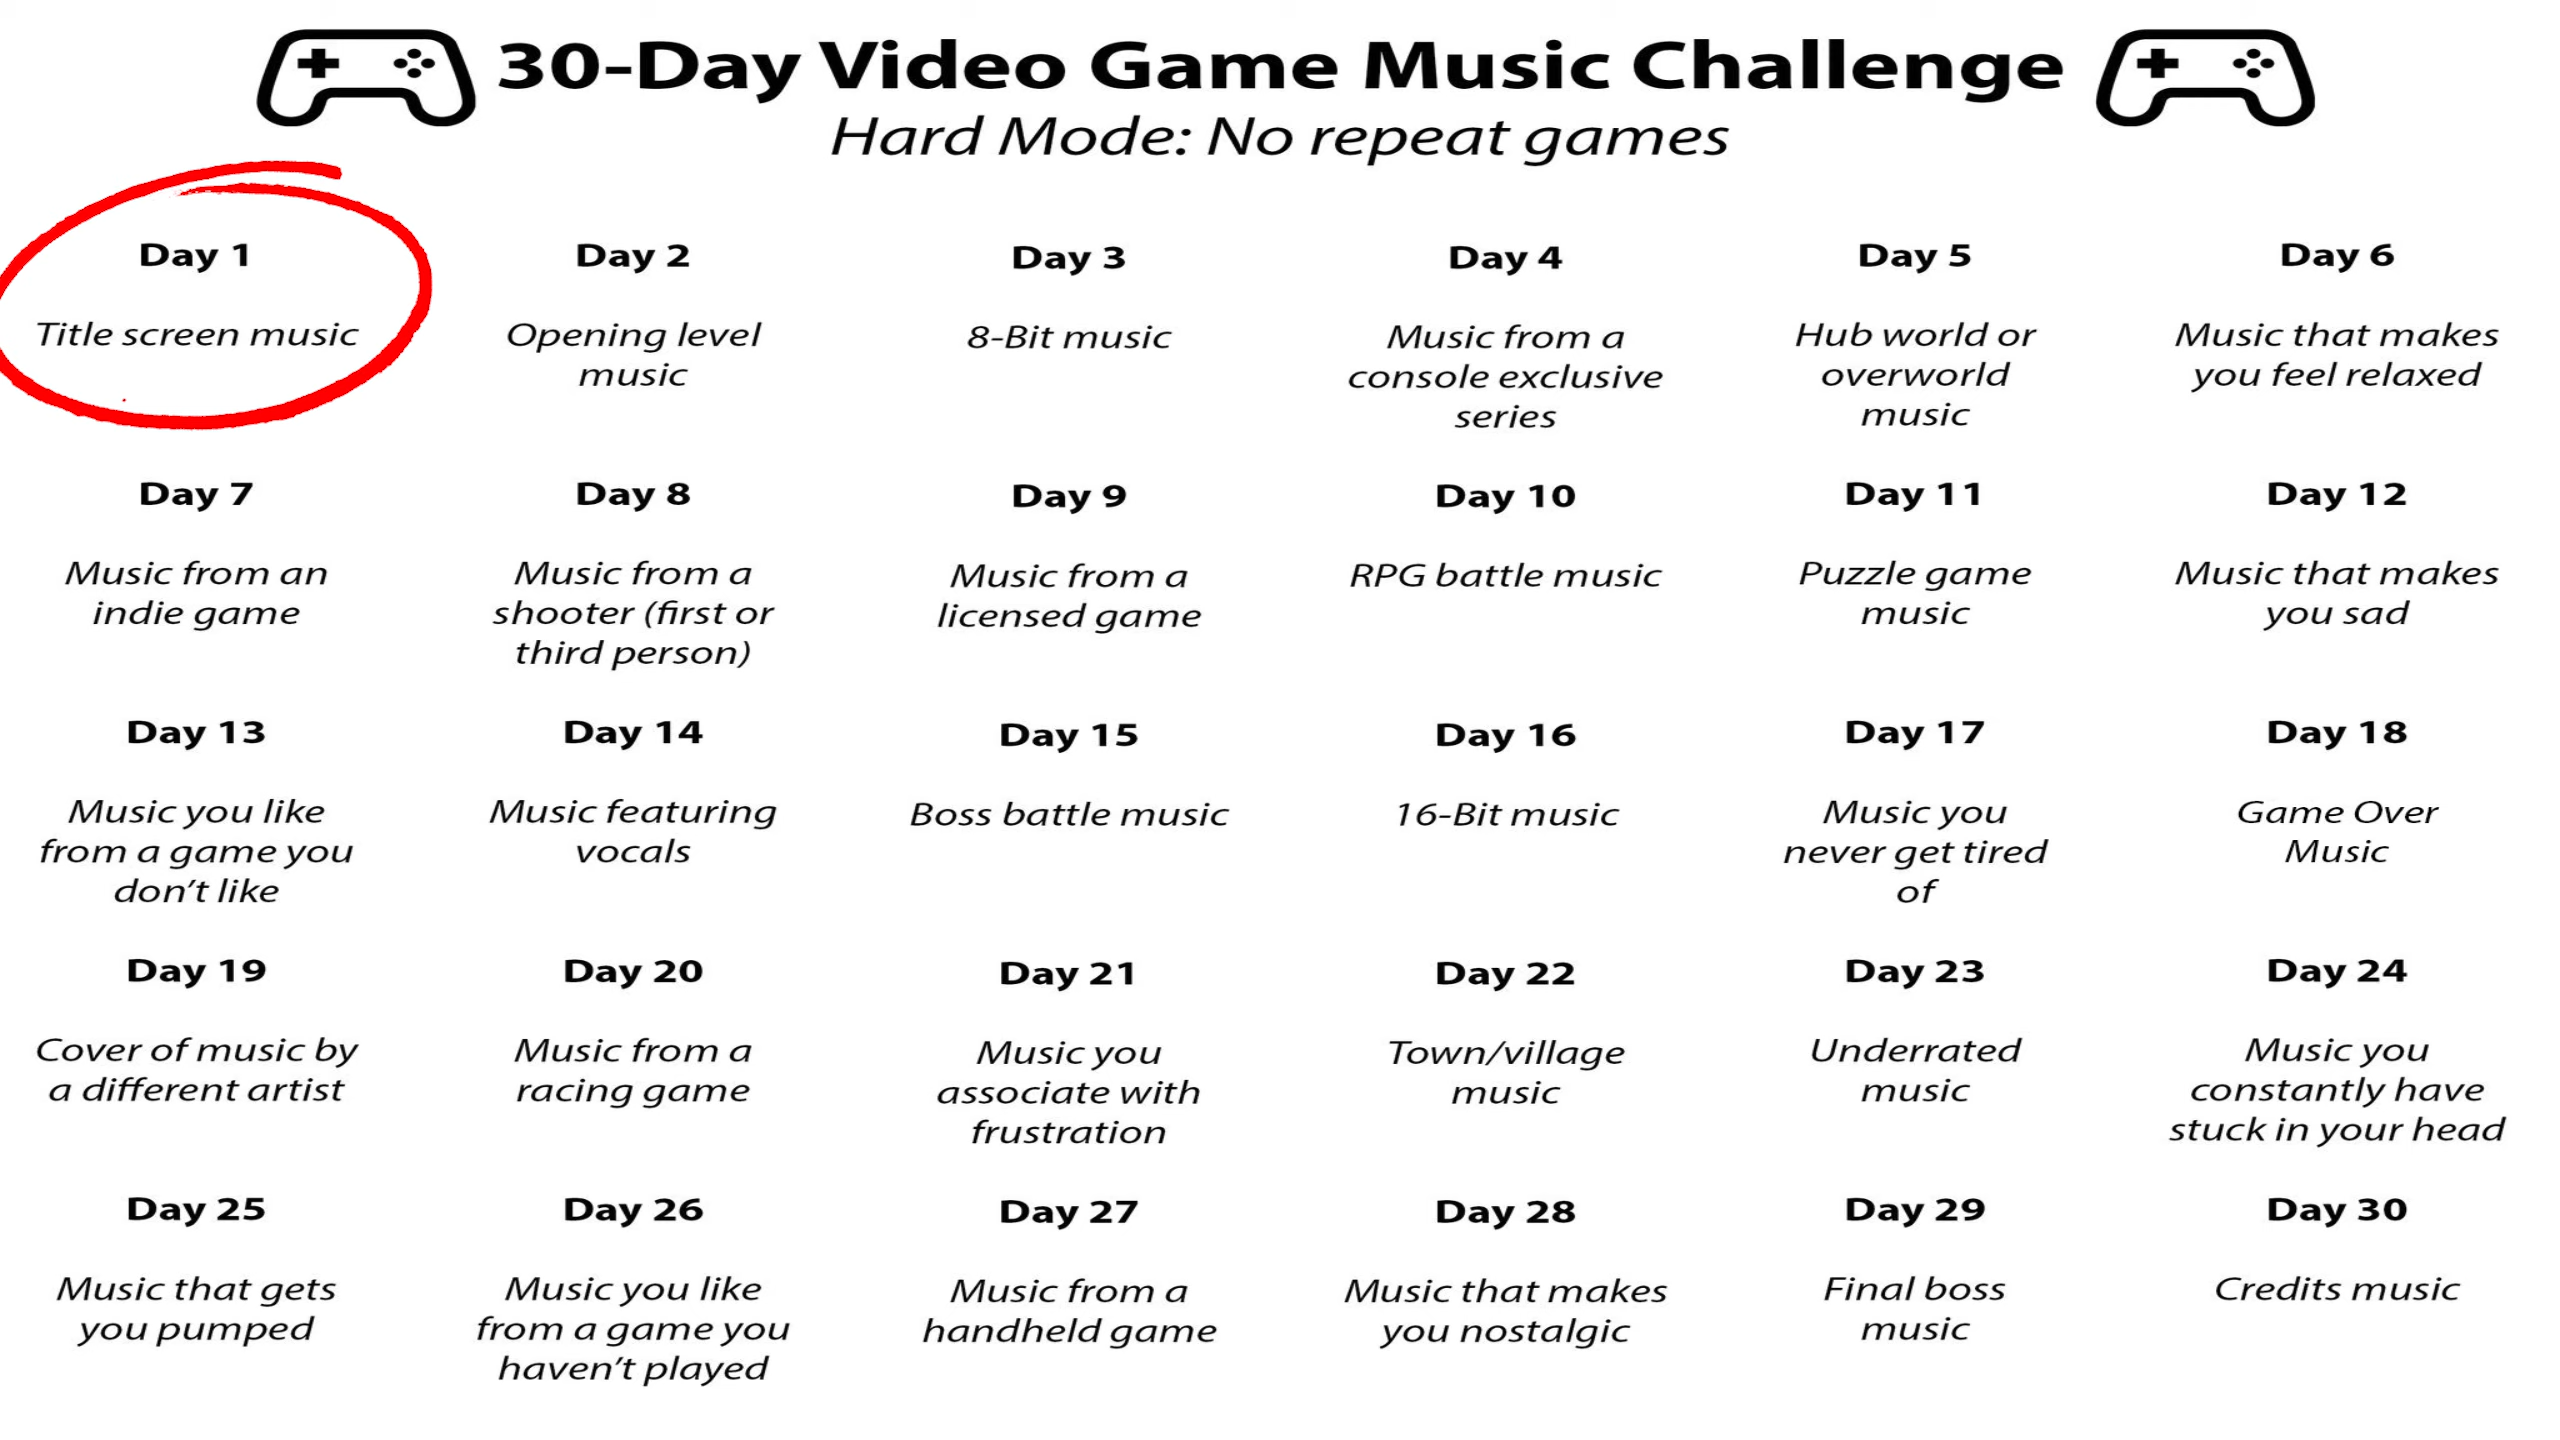 30-Day Video Game Music Challenge
Hard Mode: No repeat games
Day 1
Title screen music
Day 2
Opening level
music
Day 3
8-Bit music
Day 4
Music from a
console exclusive
series
Day 5
Hub world or
overworld
music
Day 6
Music that makes
you feel relaxed
Day 7
Music from an
indie game
Day 8
Music from a
shooter (first or
third person)
Day 9
Music from a
licensed game
Day 10
RPG battle music
Day 11
Puzzle game
music
Day 12
Music that makes
you sad
Day 13
Music you like
from a game you
don't like
Day 14
Music featuring
vocals
Day 15
Boss battle music
Day 16
16-Bit music
Day 17
Music you
never get tired
of
Day 18
Game Over
Music
Day 19
Cover of music by
a different artist
Day 20
Music from a
racing game
Day 21
Music you
associate with
frustration
Day 22
Town/village
music
Day 23
Underrated
music
Day 24
Music you
constantly have
stuck in your head
Day 25
Music that gets
you pumped
Day 26
Music you like
from a game you
haven't played
Day 27
Music from a
handheld game
Day 28
Music that makes
you nostalgic
Day 29
Final boss
music
Day 30
Credits music